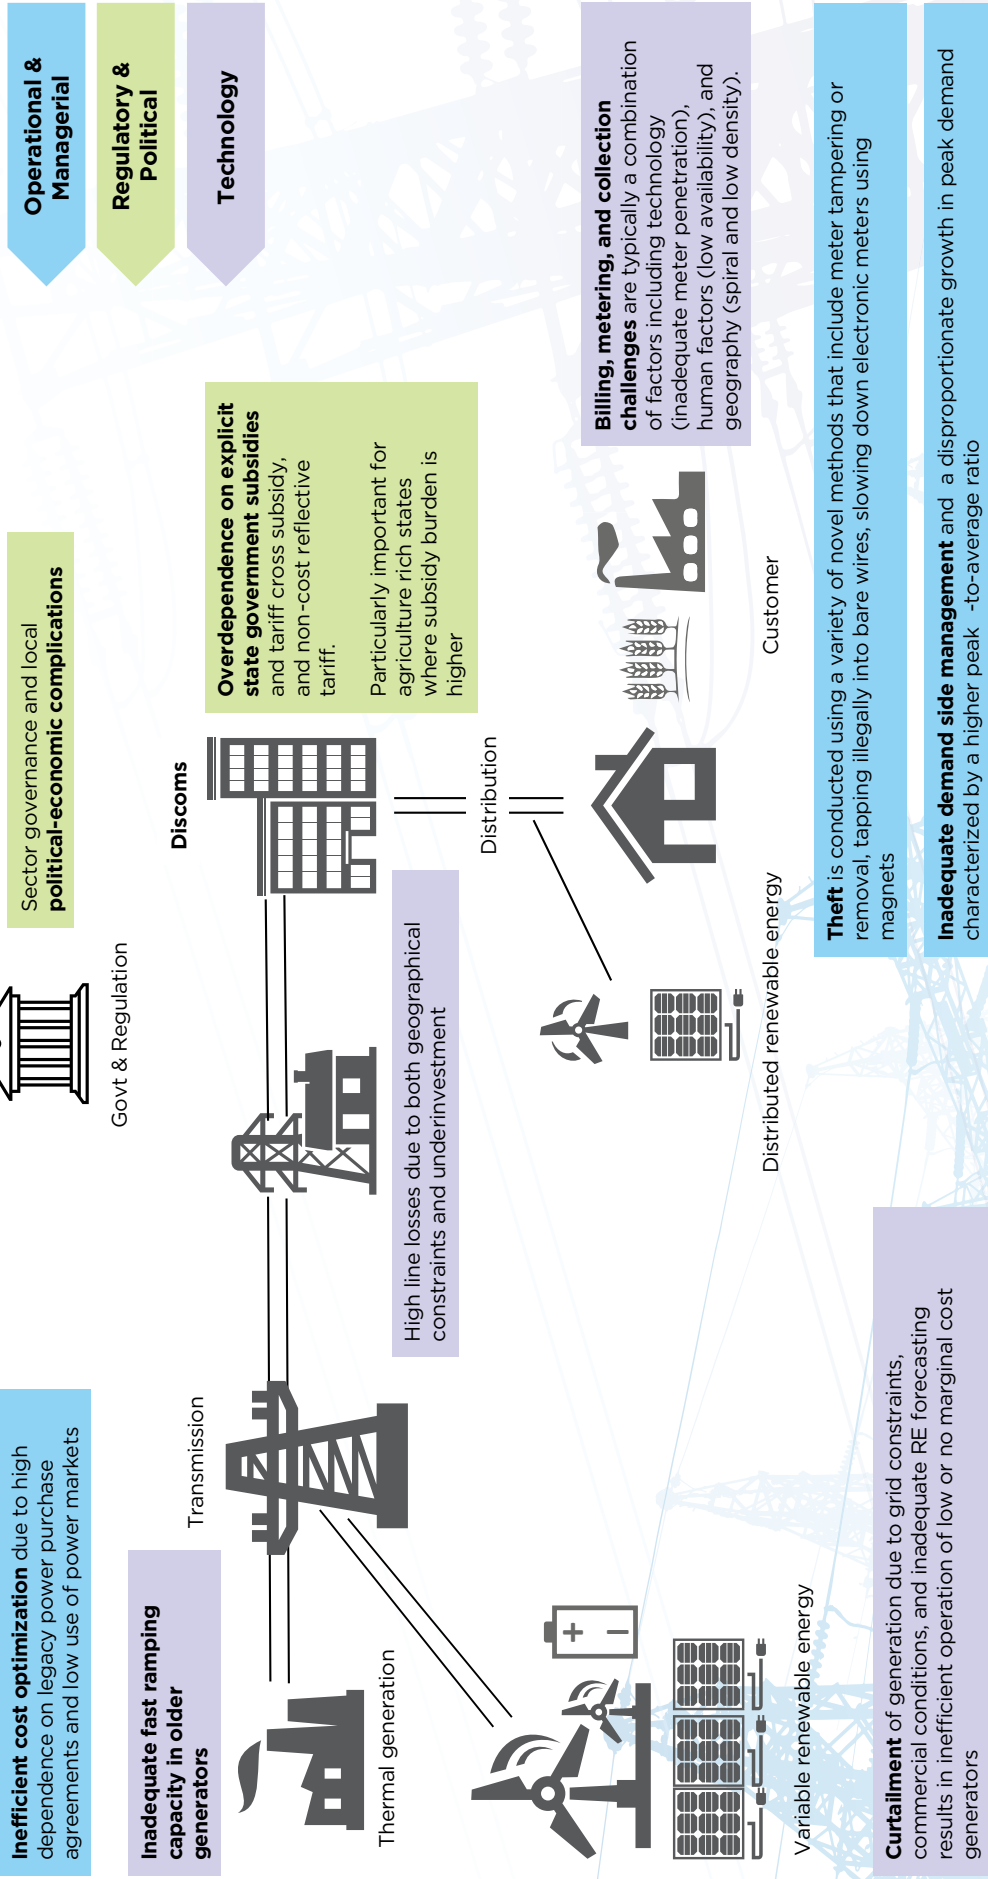 Inefficient cost optimization due to high
dependence on legacy power purchase
agreements and low use of power markets
Sector governance and local
political-economic complications
Govt & Regulation
Operational &
Managerial
Regulatory &
Political
Technology
Inadequate fast ramping
capacity in older
generators
Transmission
Discoms
Overdependence on explicit
state government subsidies
and tariff cross subsidy,
and non-cost reflective
tariff.
Particularly important for
agriculture rich states
where subsidy burden is
higher
Thermal generation
High line losses due to both geographical
constraints and underinvestment
Distribution
Billing, metering, and collection
challenges are typically a combination
of factors including technology
(inadequate meter penetration),
human factors (low availability), and
geography (spiral and low density).
Variable renewable energy
Distributed renewable energy
Customer
Curtailment of generation due to grid constraints,
commercial conditions, and inadequate RE forecasting
results in inefficient operation of low or no marginal cost
generators
Theft is conducted using a variety of novel methods that include meter tampering or
removal, tapping illegally into bare wires, slowing down electronic meters using
magnets
Inadequate demand side management and a disproportionate growth in peak demand
characterized by a higher peak -to-average ratio